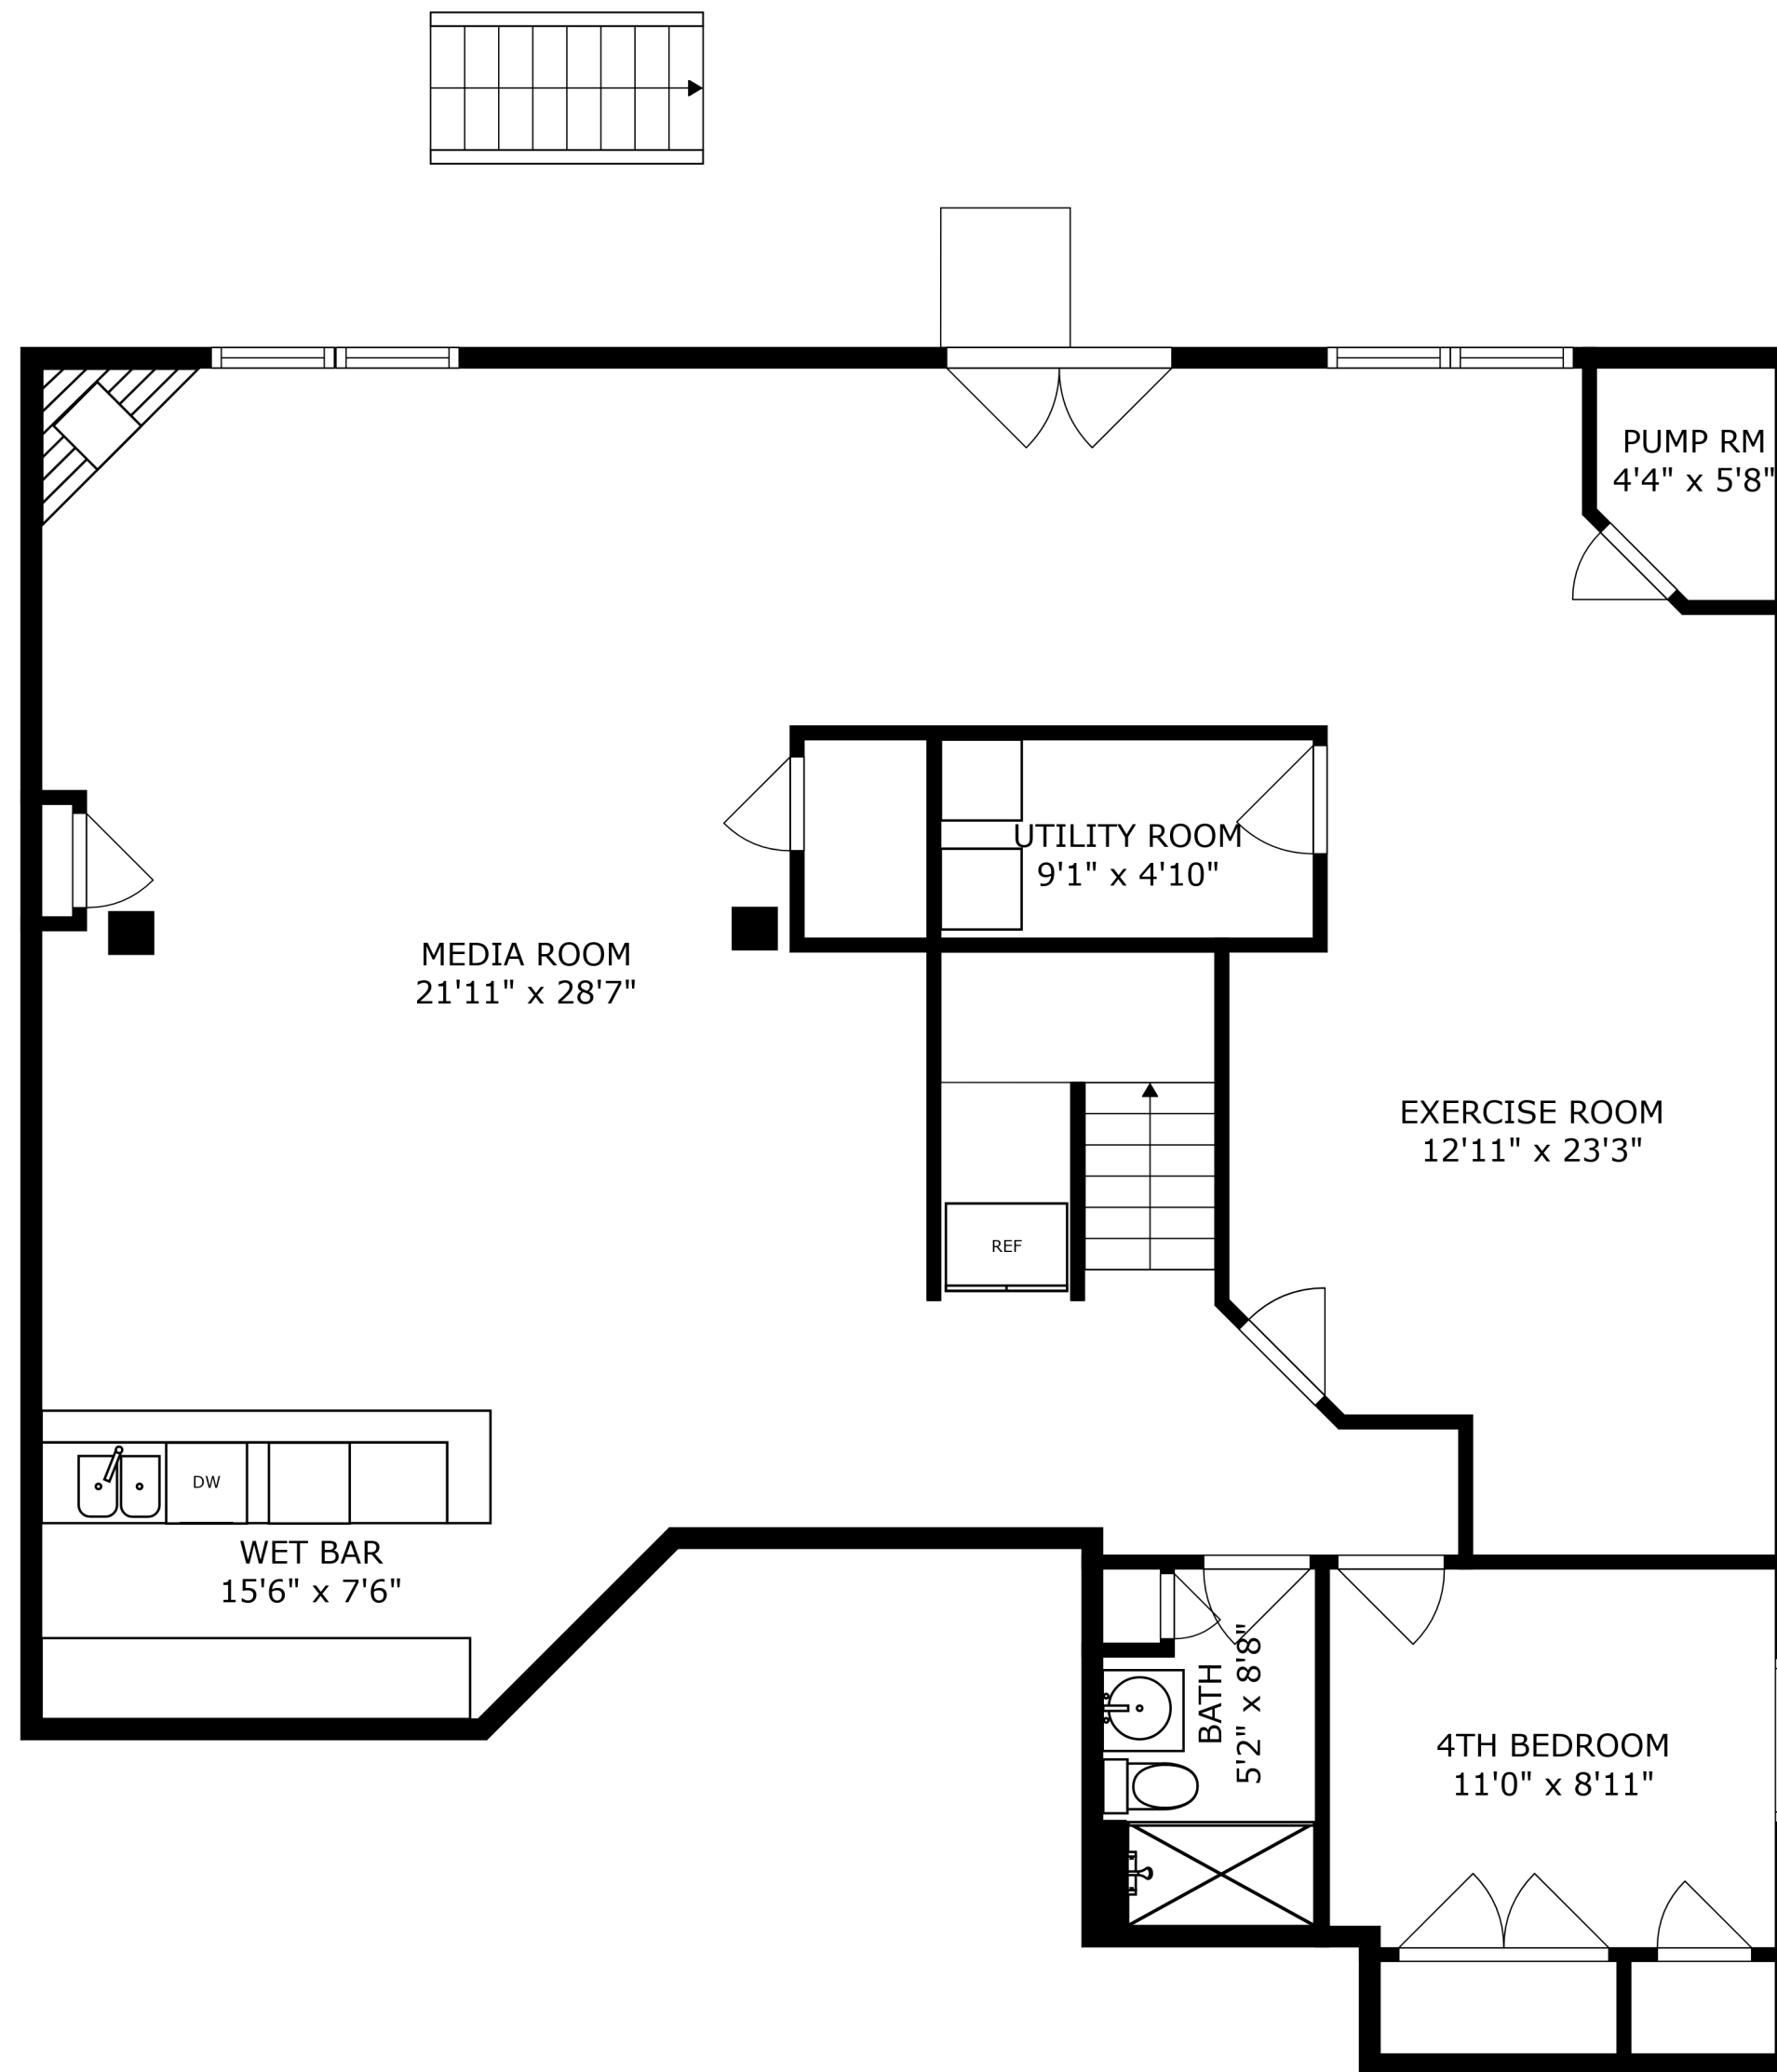 PUMP RM
4'4" x 5'8"
UTILITY ROOM
9'1" x 4'10"
MEDIA ROOM
21'11" x 28'7"
EXERCISE ROOM
12'11" x 23'3"
REF
DW
WET BAR
15'6" x 7'6"
BATH
5'2" x 8'8"
4TH BEDROOM
11'0" x 8'11"